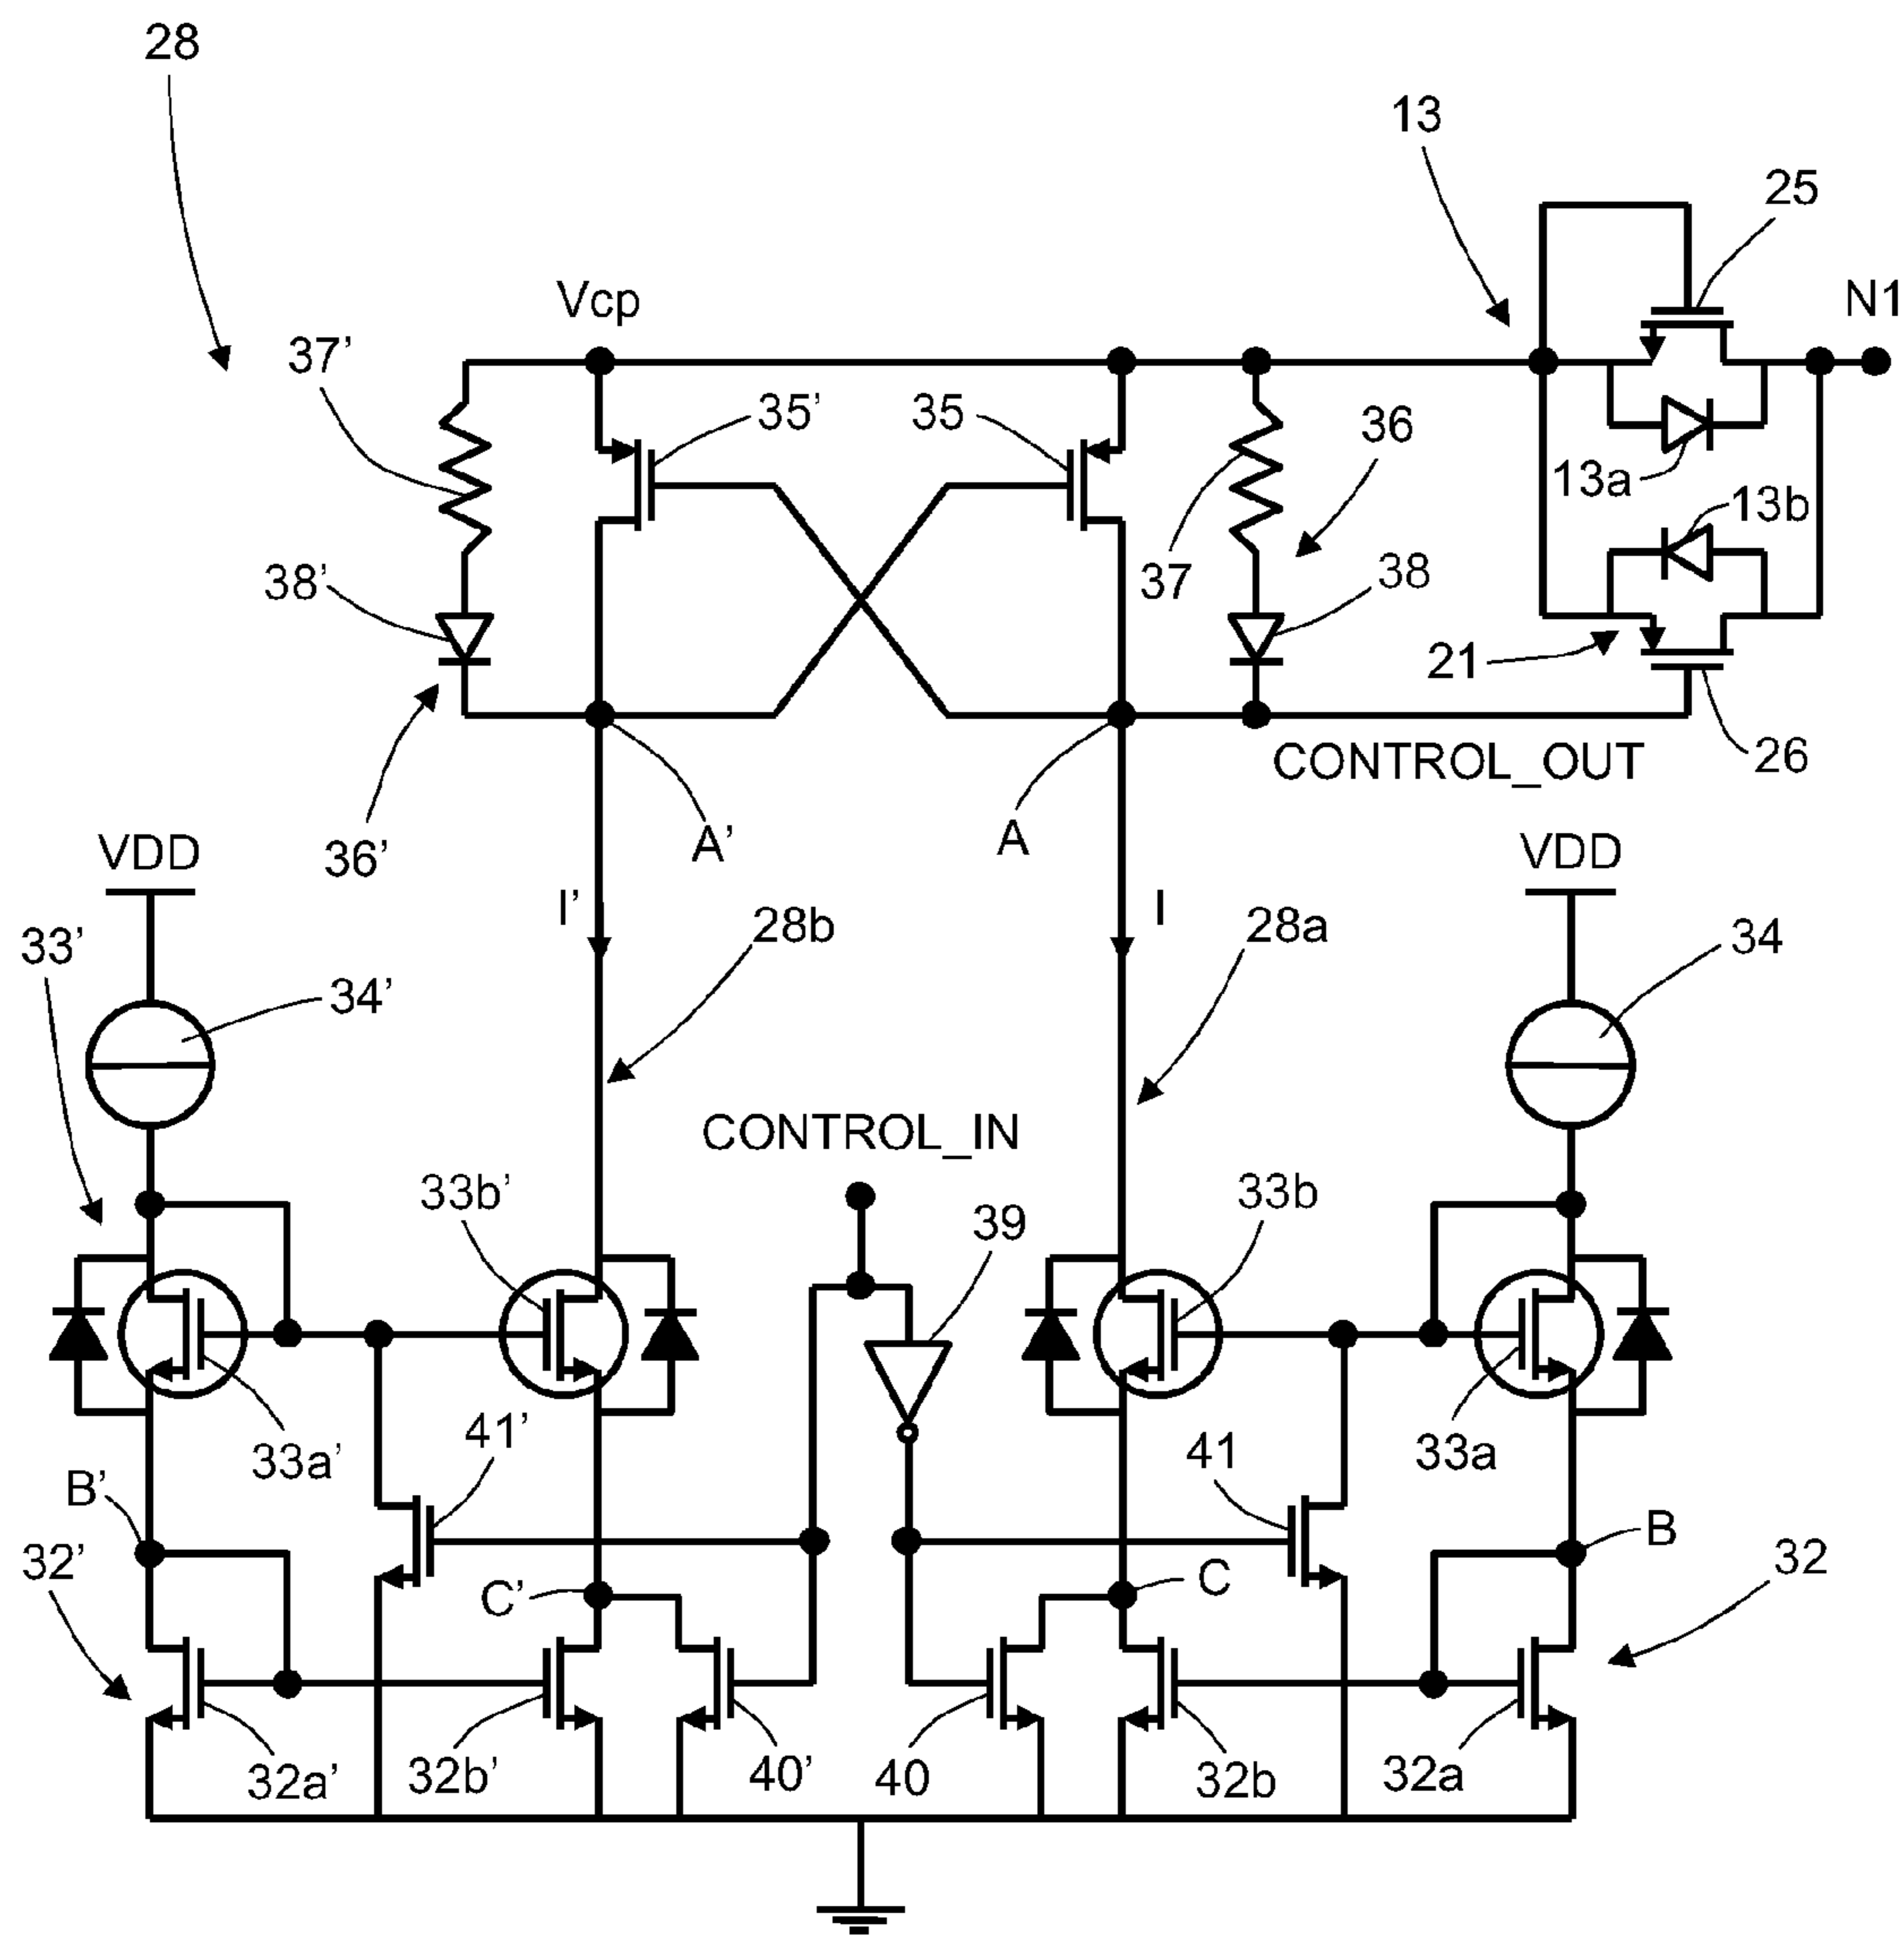 28
13
25
Vcp
N1
37'
35'
35
36
13a
13b
38'
37
38
21
26
CONTROL_OUT
A'
A
36'
VDD
VDD
I'
I
33'
28b
28a
34
34'
CONTROL_IN
33b'
39
33b
41'
33a'
41
33a
B'
B
32'
C'
C
32
32a'
32b'
40'
40
32b
32a